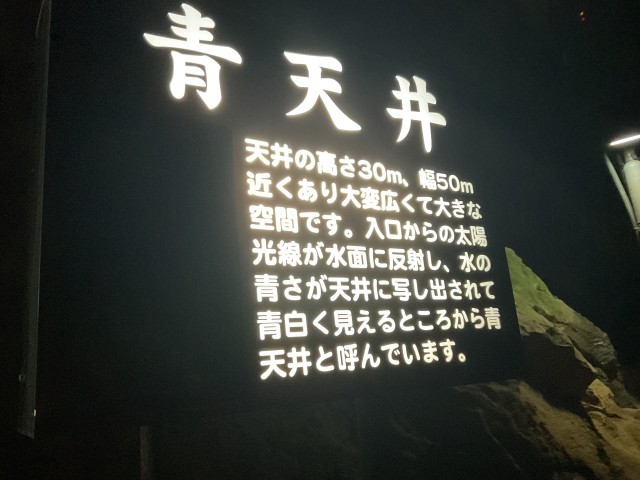 青天井
天井の高さ30m、幅50m
近くあり大変広くて大きな
空間です。入口からの太陽
光線が水面に反射し、水の
青さが天井に写し出されて
青白く見えるところから青
天井と呼んでいます。